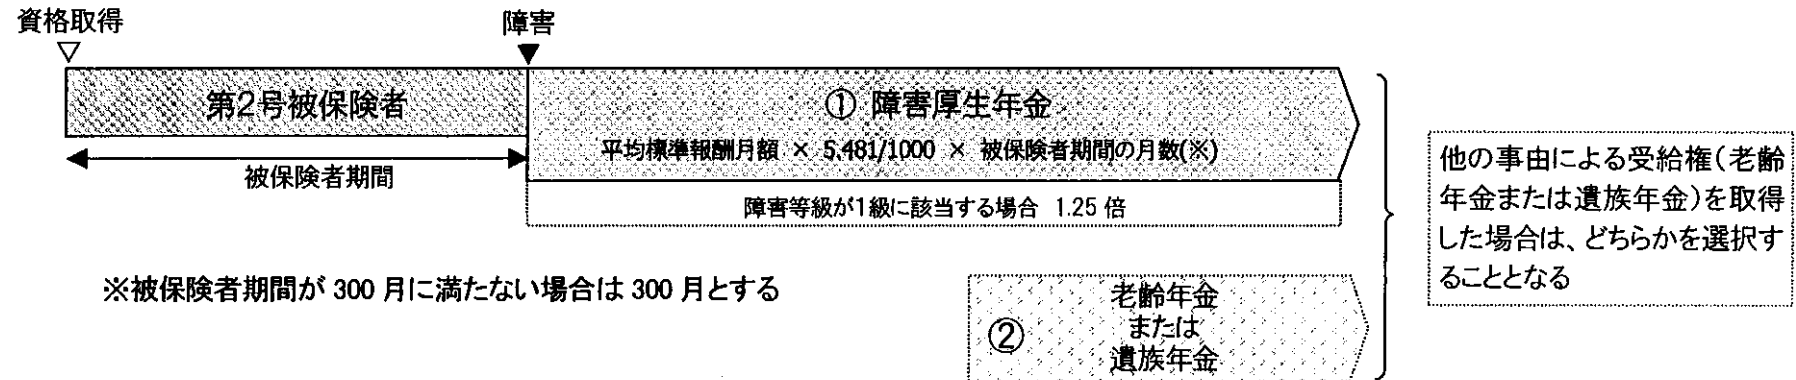 資格取得
障害
第2号被保険者
① 障害厚生年金
平均標準報酬月額 × 5.481/1000 × 被保険者期間の月数(※)
被保険者期間
障害等級が1級に該当する場合 1.25 倍
他の事由による受給権(老齢
年金または遺族年金)を取得
した場合は、どちらかを選択す
ることとなる
※被保険者期間が 300 月に満たない場合は 300 月とする
②
老齢年金
または
遺族年金